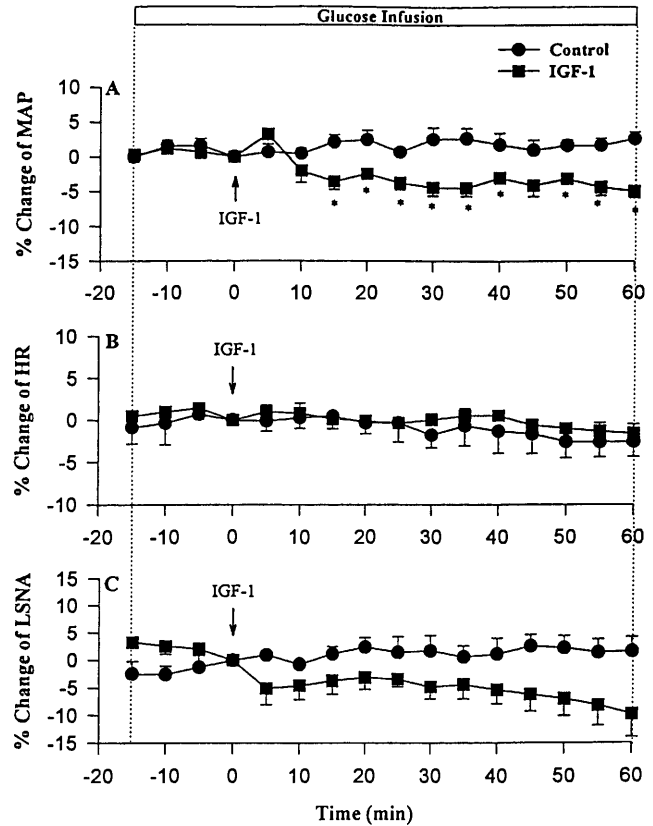 Glucose Infusion
Control
IGF-1
A
% Change of MAP
10
5
0
-5
-10
-15
IGF-1
* * * * * * * * *
-20 -10 0 10 20 30 40 50 60
B
% Change of HR
10
5
0
-5
-10
IGF-1
-20 -10 0 10 20 30 40 50 60
C
% Change of LSNA
15
10
5
0
-5
-10
-15
IGF-1
-20 -10 0 10 20 30 40 50 60
Time (min)